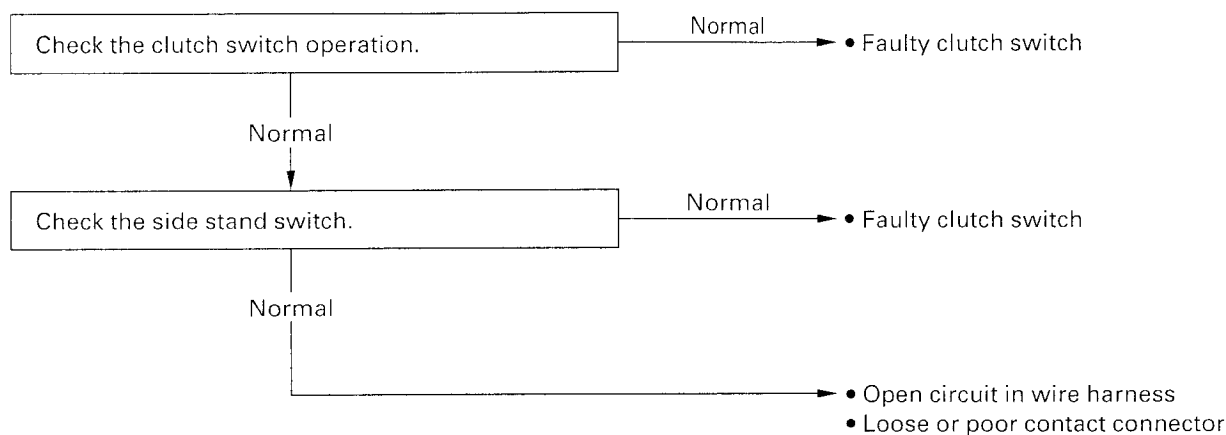 Check the clutch switch operation.
Normal
• Faulty clutch switch
Normal
Check the side stand switch.
Normal
• Faulty clutch switch
Normal
• Open circuit in wire harness
• Loose or poor contact connector